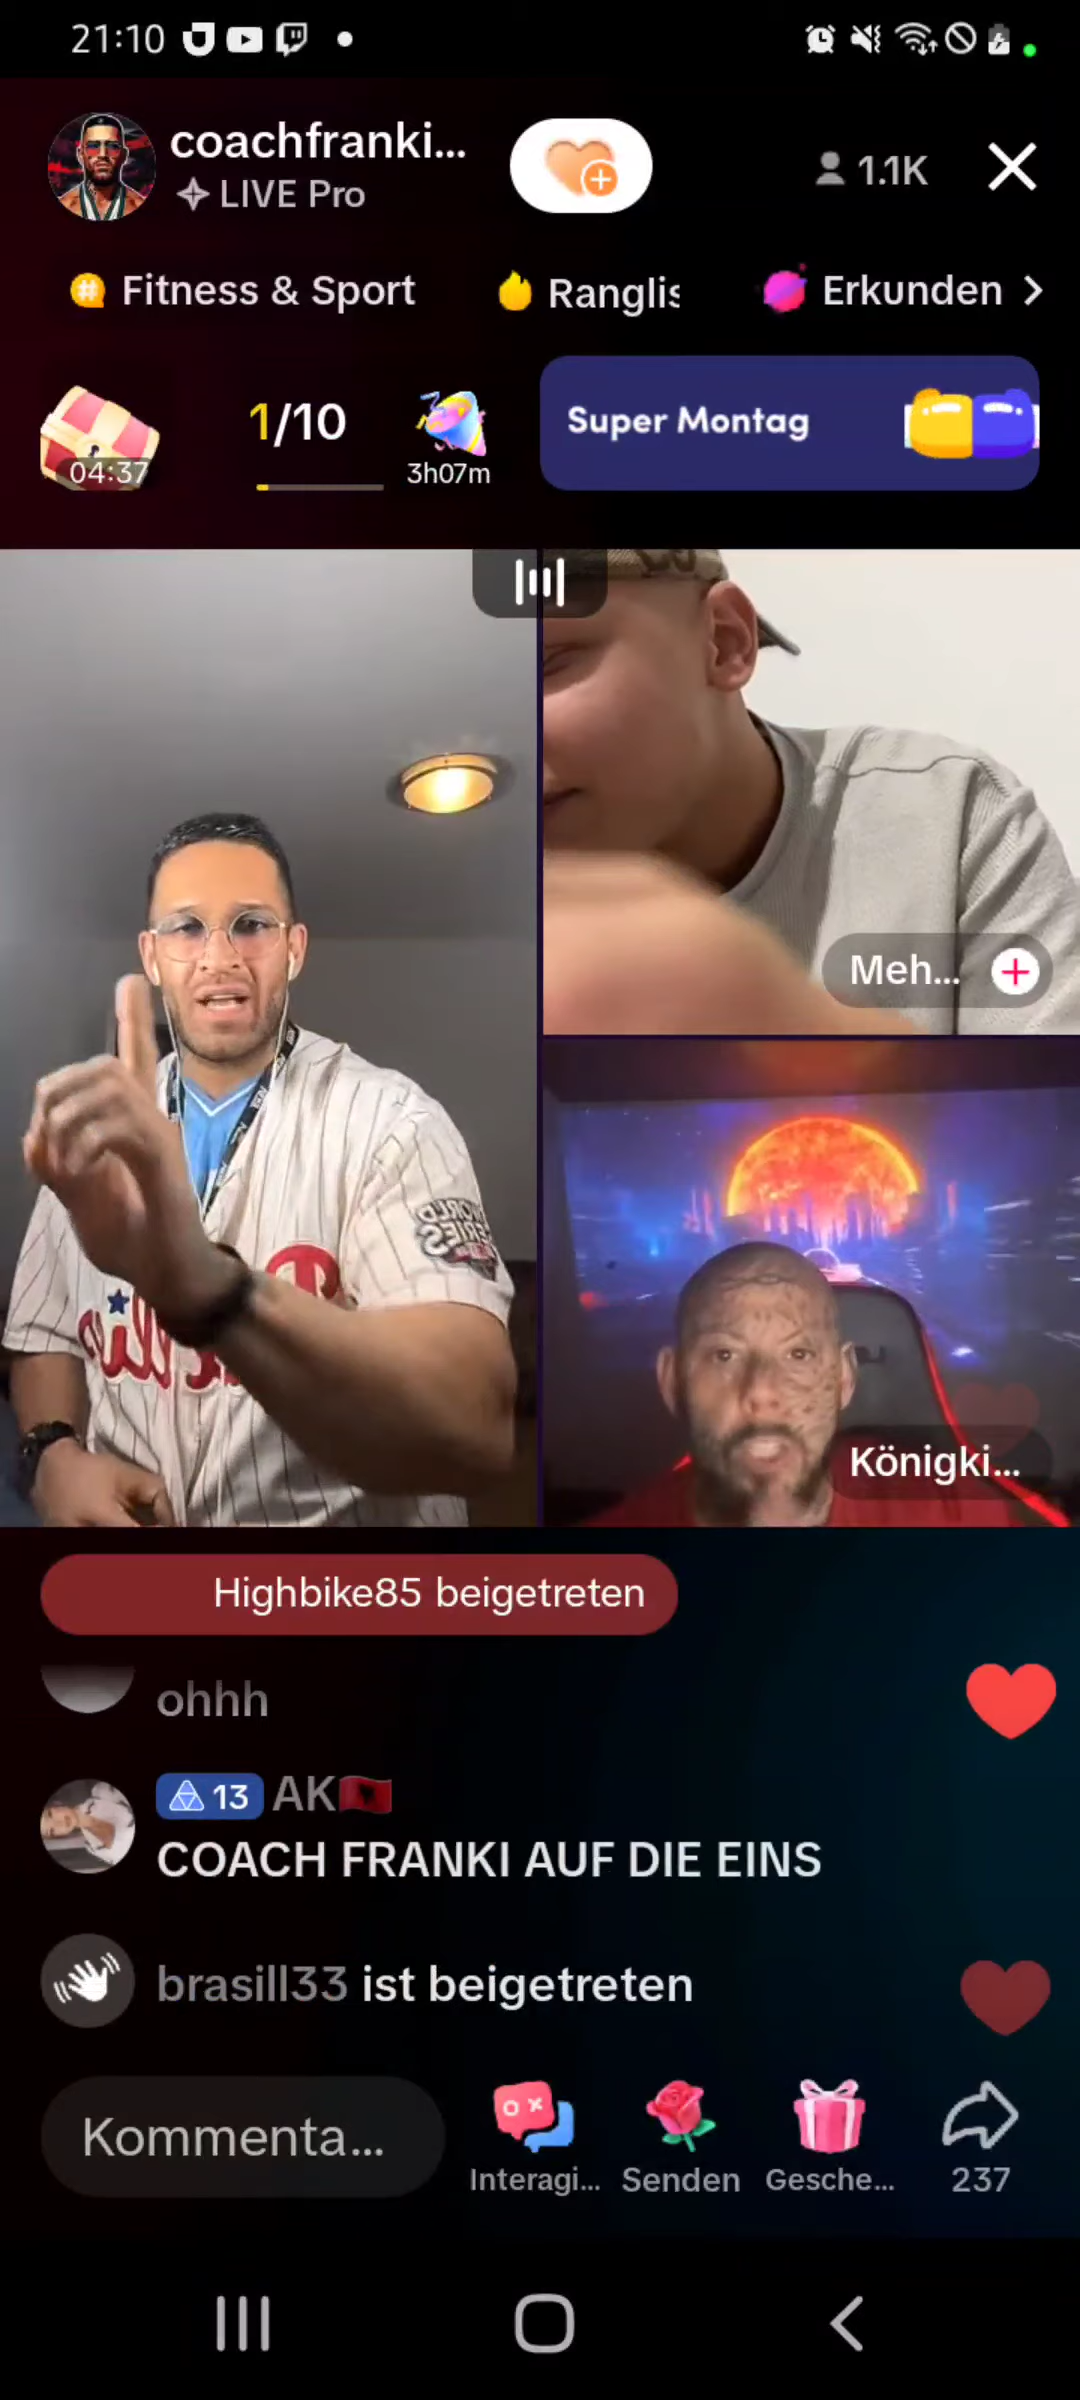 21:10
coachfranki...
LIVE Pro
1.1K
Fitness & Sport
Ranglis
Erkunden
04:37
1/10
3h07m
Super Montag
Meh...
WORLD
SERIES
Königki...
Highbike85 beigetreten
ohhh
13 AK
COACH FRANKI AUF DIE EINS
brasill33 ist beigetreten
Kommenta...
Interagi...
Senden
Gesche...
237